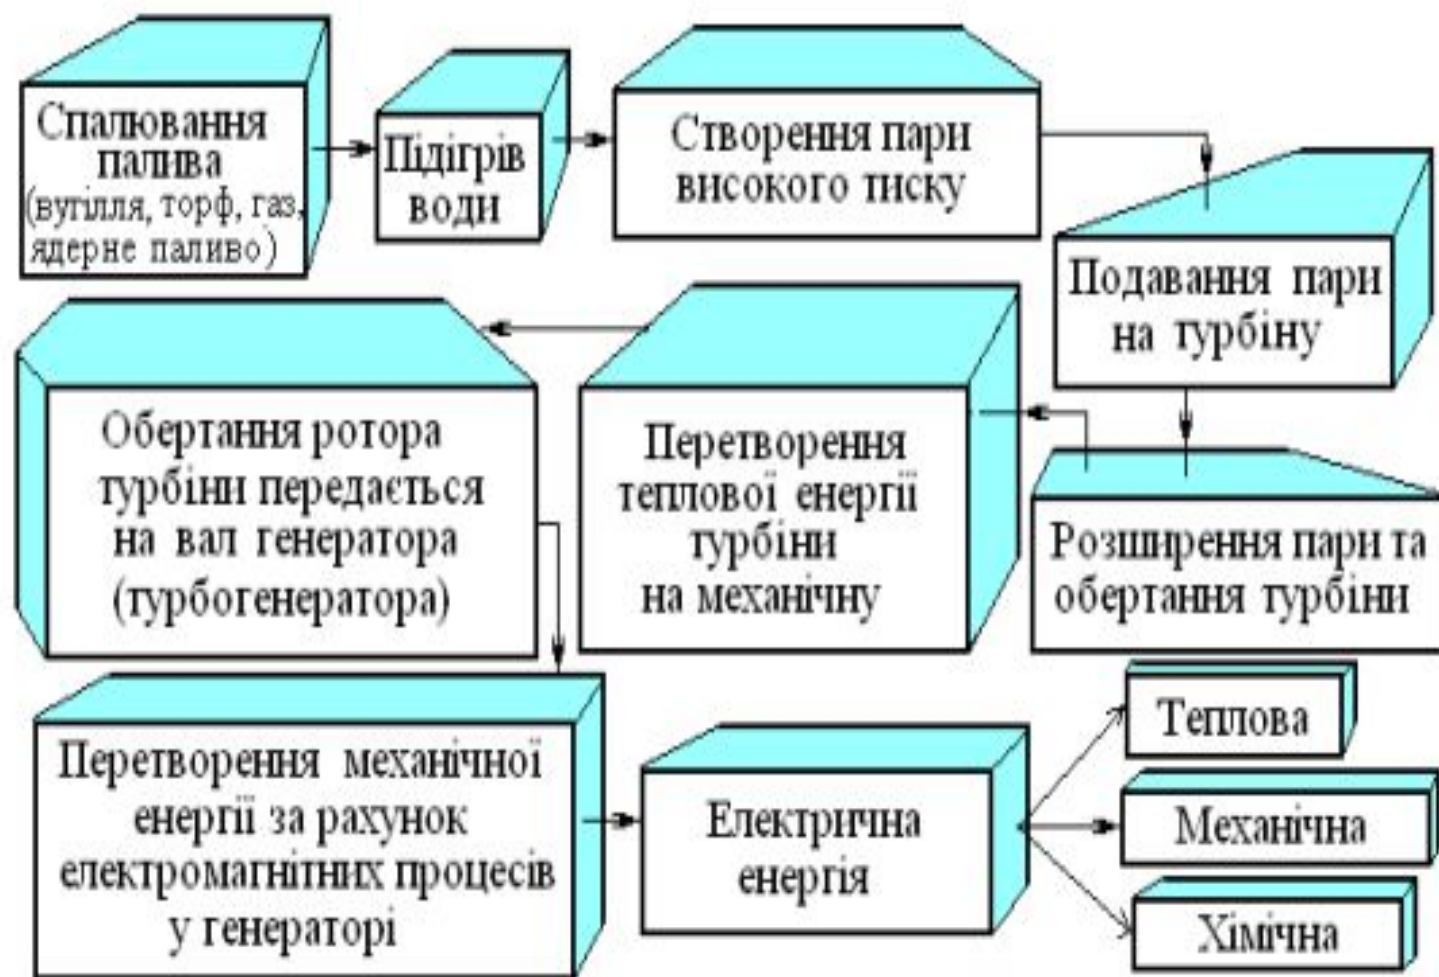 Спалювання
палива
(вугілля, торф, газ,
ядерне паливо)
Підігрів
води
Створення пари
високого тиску
Подавання пари
на турбіну
Розширення пари та
обертання турбіни
Перетворення
теплової енергії
турбіни
на механічну
Обертання ротора
турбіни передається
на вал генератора
(турбогенератора)
Перетворення механічної
енергії за рахунок
електромагнітних процесів
у генераторі
Електрична
енергія
Теплова
Механічна
Хімічна